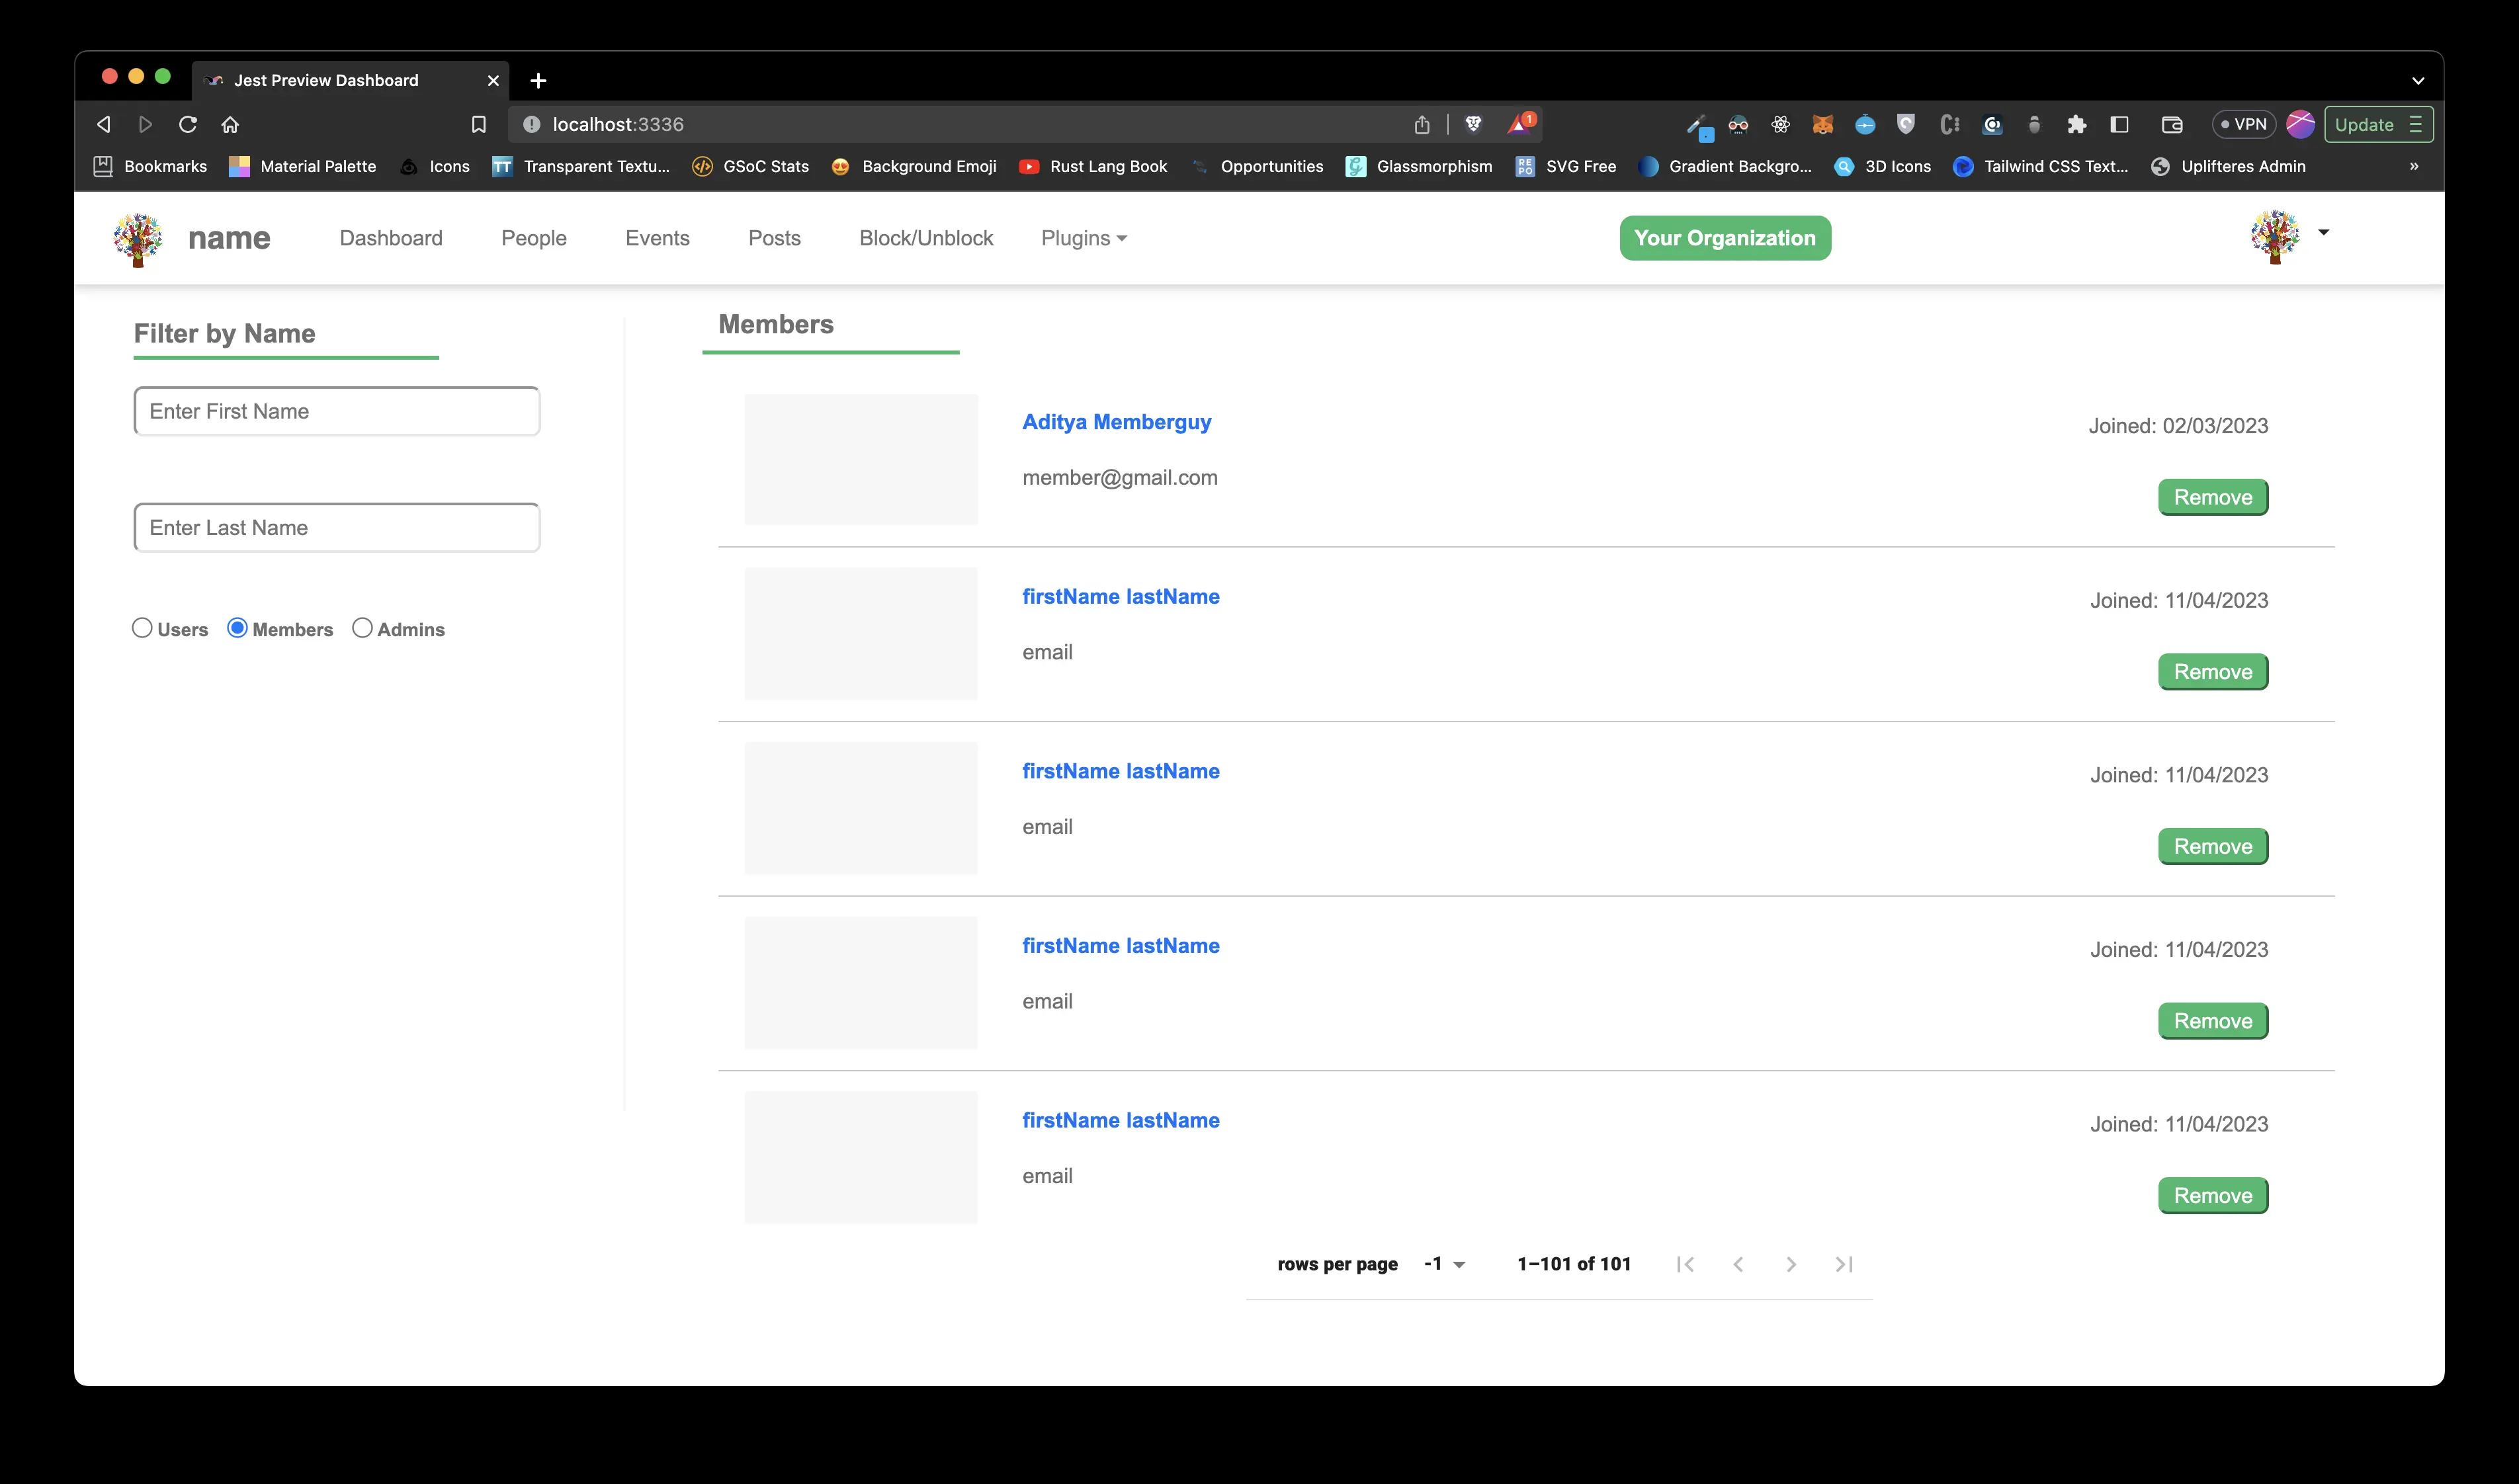 Jest Preview Dashboard
localhost:3336
1
VPN
Update
Bookmarks Material Palette Icons TT Transparent Textu... GSoC Stats Background Emoji Rust Lang Book Opportunities Glassmorphism RE PO SVG Free Gradient Backgro... 3D Icons Tailwind CSS Text... Uplifteres Admin »
name Dashboard People Events Posts Block/Unblock Plugins Your Organization
Filter by Name
Enter First Name
Enter Last Name
Users Members Admins
Members
Aditya Memberguy
Joined: 02/03/2023
member@gmail.com
Remove
firstName lastName
Joined: 11/04/2023
email
Remove
firstName lastName
Joined: 11/04/2023
email
Remove
firstName lastName
Joined: 11/04/2023
email
Remove
firstName lastName
Joined: 11/04/2023
email
Remove
rows per page -1 1–101 of 101